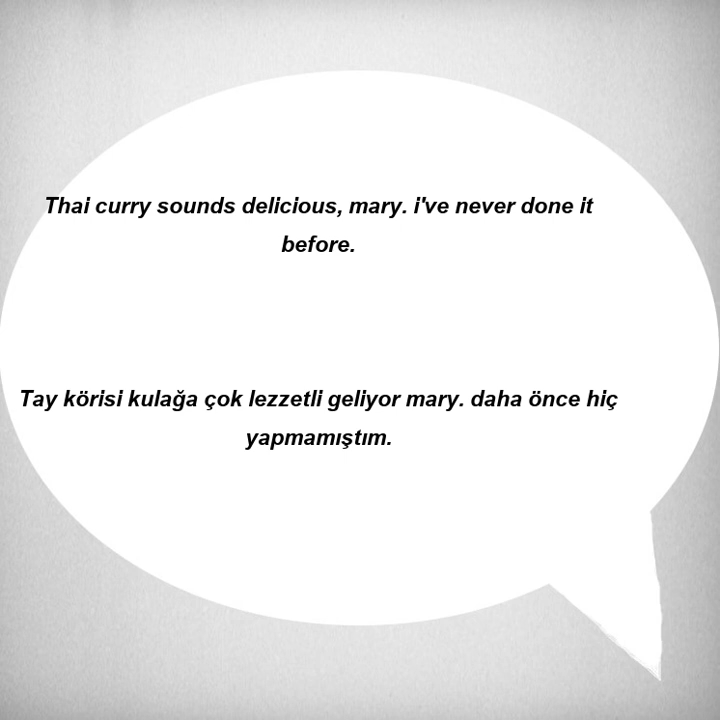 Thai curry sounds delicious, mary. i've never done it
before.
Tay körisi kulağa çok lezzetli geliyor mary. daha önce hiç
yapmamıştım.